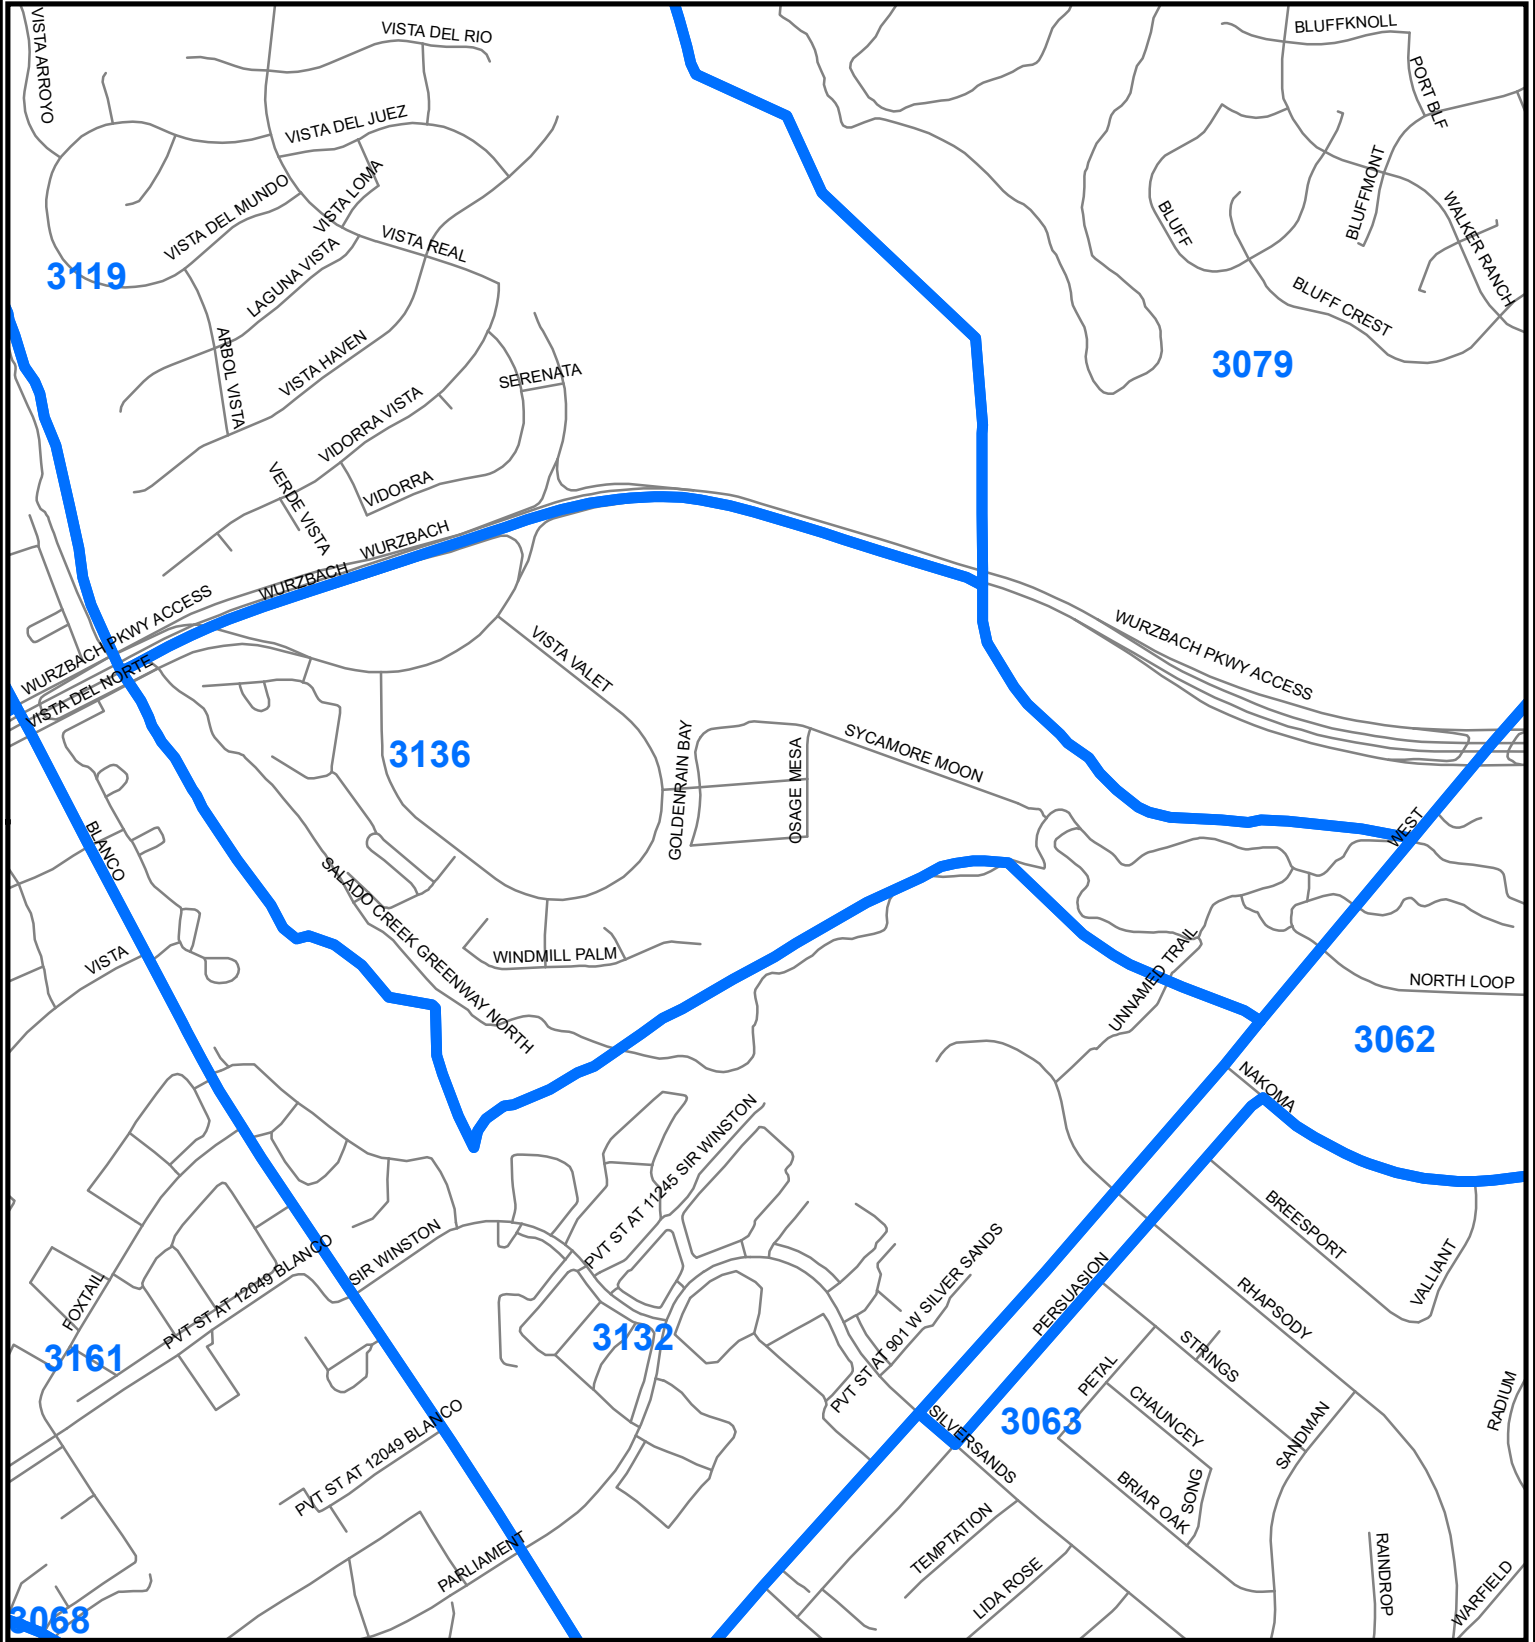 VISTA ARROYO
VISTA DEL RIO
BLUFFKNOLL
PORT BLF
VISTA DEL JUEZ
VISTA LOMA
VISTA DEL MUNDO
BLUFFMONT
BLUFF
WALKER RANCH
VISTA REAL
LAGUNA VISTA
3119
BLUFF CREST
3079
ARBOL VISTA
VISTA HAVEN
SERENATA
VIDORRA VISTA
VERDE VISTA
VIDORRA
WURZBACH
WURZBACH
WURZBACH PKWY ACCESS
VISTA DEL NORTE
VISTA VALET
WURZBACH PKWY ACCESS
3136
GOLDENRAIN BAY
OSAGE MESA
SYCAMORE MOON
WEST
BLANCO
SALADO CREEK GREENWAY NORTH
VISTA
WINDMILL PALM
UNNAMED TRAIL
NORTH LOOP
3062
NAKOMA
PVT ST AT 11245 SIR WINSTON
BREESPORT
VALLIANT
SIR WINSTON
PVT ST AT 12049 BLANCO
FOXTAIL
3161
3132
PVT ST AT 901 W SILVER SANDS
PERSUASION
RHAPSODY
STRINGS
PETAL
CHAUNCEY
3063
SILVERSANDS
SANDMAN
RADIUM
BRIAR OAK
SONG
PVT ST AT 12049 BLANCO
TEMPTATION
LIDA ROSE
PARLIAMENT
RAINDROP
WARFIELD
3068